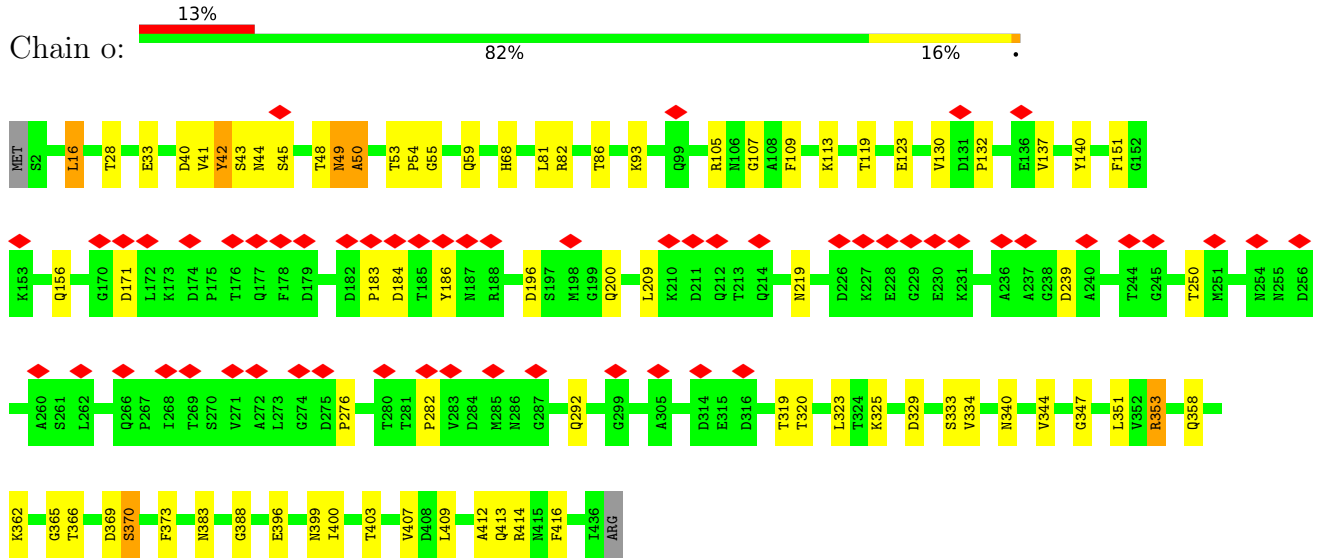 13%
Chain o:
82% 16% •
MET S2 L16 T28 E33 D40 V41 Y42 S43 N44 S45 T48 N49 A50 T53 P54 G55 Q59 H68 L81 R82 T86 K93 Q99 R105 N106 G107 A108 F109 K113 T119 E123 V130 D131 P132 E136 V137 Y140 F151 G152
K153 Q156 G170 D171 L172 K173 D174 P175 T176 Q177 F178 D179 D182 P183 D184 T185 Y186 N187 R188 D196 S197 M198 G199 Q200 L209 K210 D211 Q212 T213 Q214 N219 D226 K227 E228 G229 E230 K231 A236 A237 G238 D239 A240 T244 G245 T250 M251 N254 N255 D256
A260 S261 L262 Q266 P267 I268 T269 S270 V271 A272 L273 G274 D275 P276 T280 T281 P282 V283 D284 M285 N286 G287 Q292 G299 A305 D314 E315 D316 T319 T320 L323 T324 K325 D329 S333 V334 N340 V344 G347 L351 V352 R353 Q358
K362 G365 T366 D369 S370 F373 N383 G388 E396 N399 I400 T403 V407 D408 L409 A412 Q413 R414 N415 F416 I436 ARG